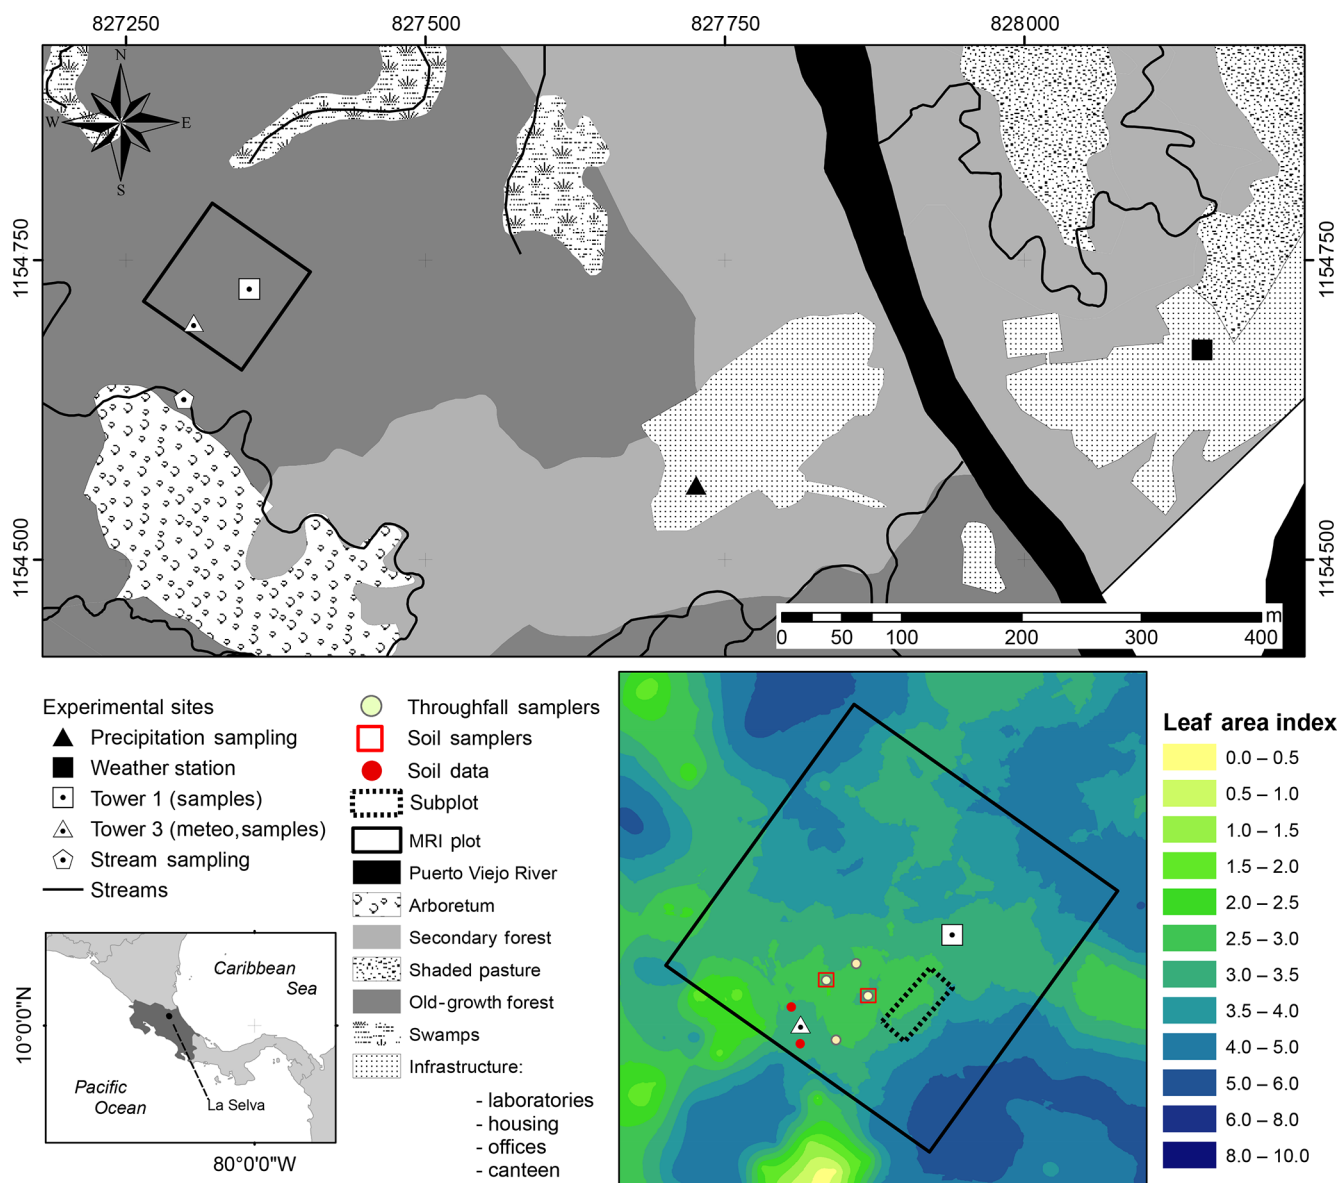 827250 827500 827750 828000
N
W E
S
1154750 1154750
1154500 1154500
m
0 50 100 200 300 400
Experimental sites
Precipitation sampling
Weather station
Tower 1 (samples)
Tower 3 (meteo,samples)
Stream sampling
Streams
Throughfall samplers
Soil samplers
Soil data
Subplot
MRI plot
Puerto Viejo River
Arboretum
Secondary forest
Shaded pasture
Old-growth forest
Swamps
Infrastructure:
- laboratories
- housing
- offices
- canteen
Caribbean
Sea
Pacific
Ocean
La Selva
10°0'0"N
80°0'0"W
Leaf area index
0.0 – 0.5
0.5 – 1.0
1.0 – 1.5
1.5 – 2.0
2.0 – 2.5
2.5 – 3.0
3.0 – 3.5
3.5 – 4.0
4.0 – 5.0
5.0 – 6.0
6.0 – 8.0
8.0 – 10.0